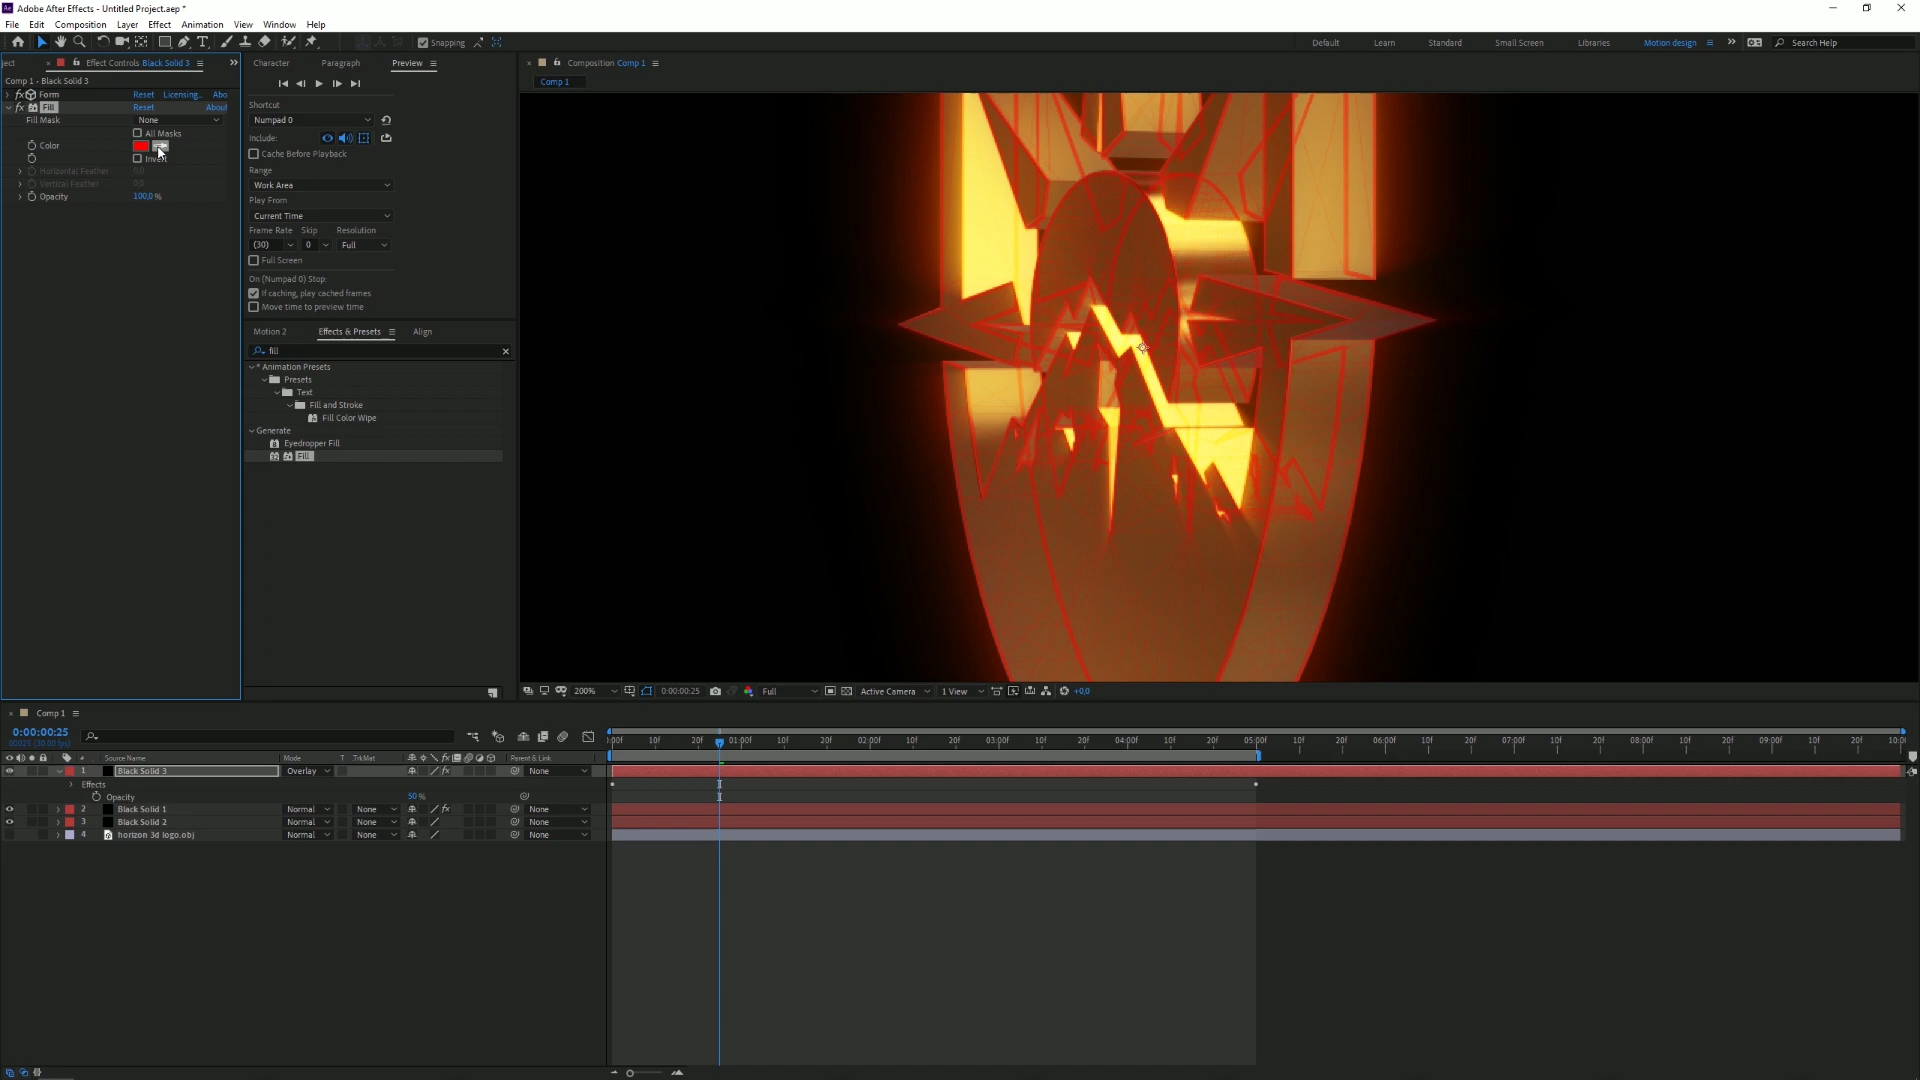 Adobe After Effects - Untitled Project.aep *
File Edit Composition Layer Effect Animation View Window Help
Snapping
Default Learn Standard Small Screen Libraries Motion design Search Help
ject Effect Controls Black Solid 3
Comp 1 • Black Solid 3
fx Form Reset Licensing... Abo
fx Fill Reset About
Fill Mask None
All Masks
Color
Invert
Horizontal Feather 0,0
Vertical Feather 0,0
Opacity 100,0 %
Character Paragraph Preview
Shortcut
Numpad 0
Include:
Cache Before Playback
Range
Work Area
Play From
Current Time
Frame Rate Skip Resolution
(30) 0 Full
Full Screen
On (Numpad 0) Stop:
If caching, play cached frames
Move time to preview time
Motion 2 Effects & Presets Align
fill
* Animation Presets
Presets
Text
Fill and Stroke
Fill Color Wipe
Generate
Eyedropper Fill
Fill
Composition Comp 1
Comp 1
200% 0:00:00:25 Full Active Camera 1 View +0,0
Comp 1
0:00:00:25
00025 (30.00 fps)
# Source Name Mode T .TrkMat Parent & Link
1 Black Solid 3 Overlay None
Effects
Opacity 50 %
2 Black Solid 1 Normal None None
3 Black Solid 2 Normal None None
4 horizon 3d logo.obj Normal None None
:00f 10f 20f 01:00f 10f 20f 02:00f 10f 20f 03:00f 10f 20f 04:00f 10f 20f 05:00f 10f 20f 06:00f 10f 20f 07:00f 10f 20f 08:00f 10f 20f 09:00f 10f 20f 10:00